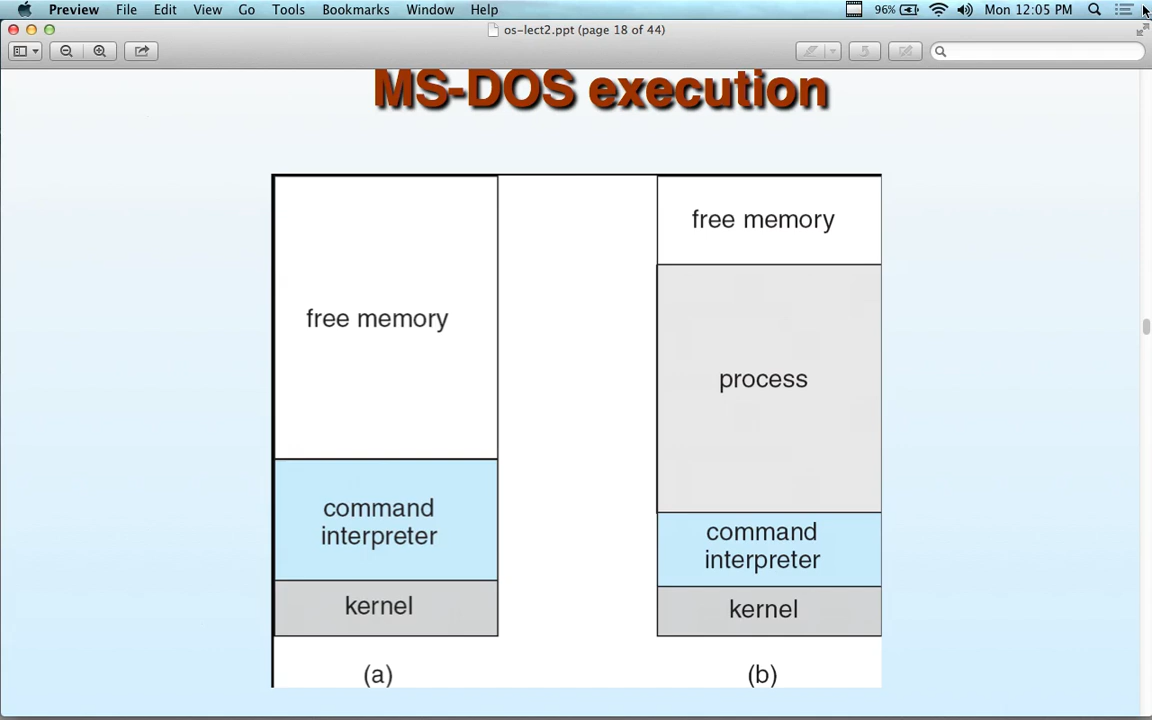 Preview File Edit View Go Tools Bookmarks Window Help 96% Mon 12:05 PM
os-lect2.ppt (page 18 of 44)
MS-DOS execution
free memory
command
interpreter
kernel
(a)
free memory
process
command
interpreter
kernel
(b)